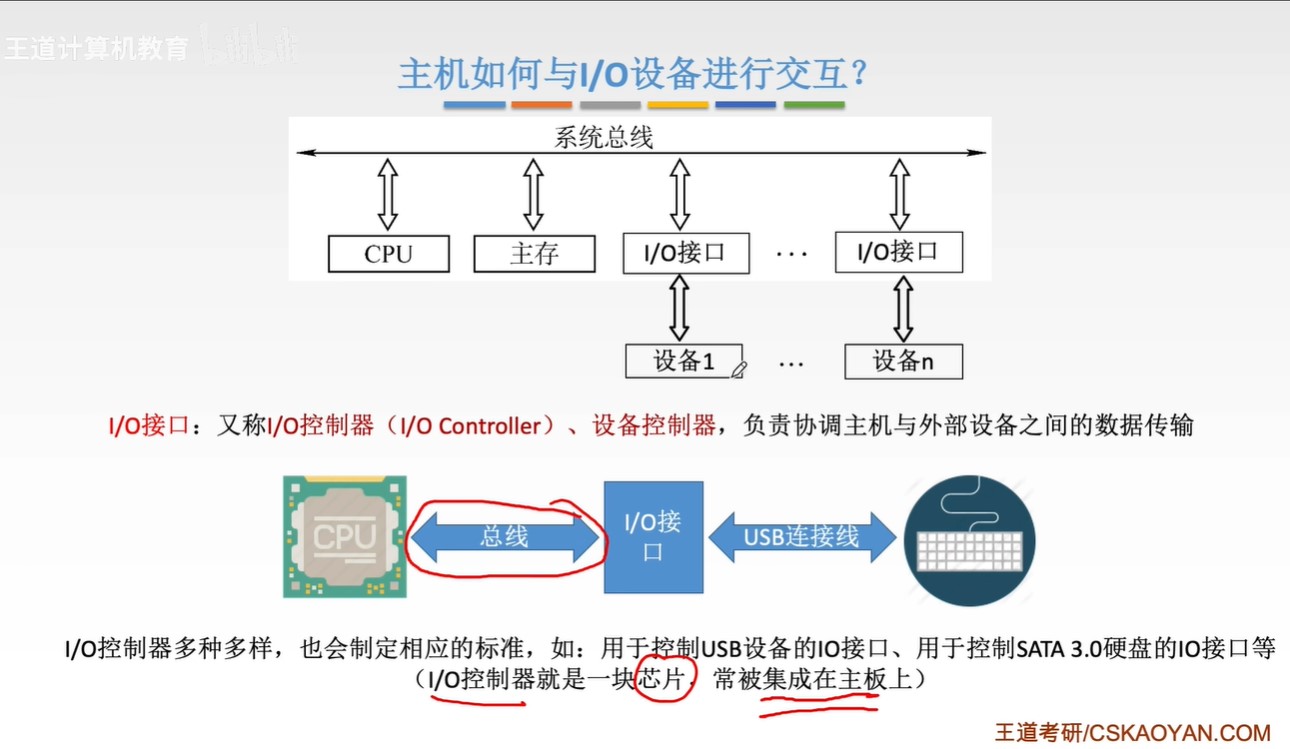 王道计算机教育
主机如何与I/O设备进行交互？
系统总线
CPU 主存 I/O接口 ... I/O接口
设备1 ... 设备n
I/O接口：又称I/O控制器（I/O Controller）、设备控制器，负责协调主机与外部设备之间的数据传输
CPU 总线 I/O接
口 USB连接线
I/O控制器多种多样，也会制定相应的标准，如：用于控制USB设备的IO接口、用于控制SATA 3.0硬盘的IO接口等
（I/O控制器就是一块芯片，常被集成在主板上）
王道考研/CSKAOYAN.COM